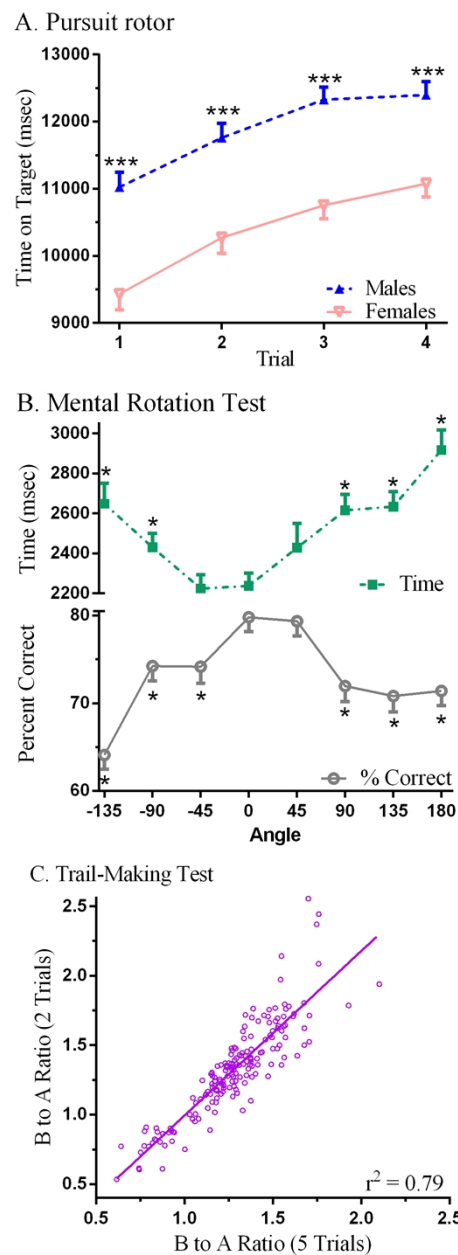 A. Pursuit rotor
Time on Target (msec)
13000
12000
11000
10000
9000
***
***
***
***
Males
Females
1 2 3 4
Trial
B. Mental Rotation Test
Time (msec)
3000
2800
2600
2400
2200
*
*
*
*
*
Time
Percent Correct
80
70
60
*
*
*
*
*
*
% Correct
-135 -90 -45 0 45 90 135 180
Angle
C. Trail-Making Test
B to A Ratio (2 Trials)
2.5
2.0
1.5
1.0
0.5
r² = 0.79
0.5 1.0 1.5 2.0 2.5
B to A Ratio (5 Trials)